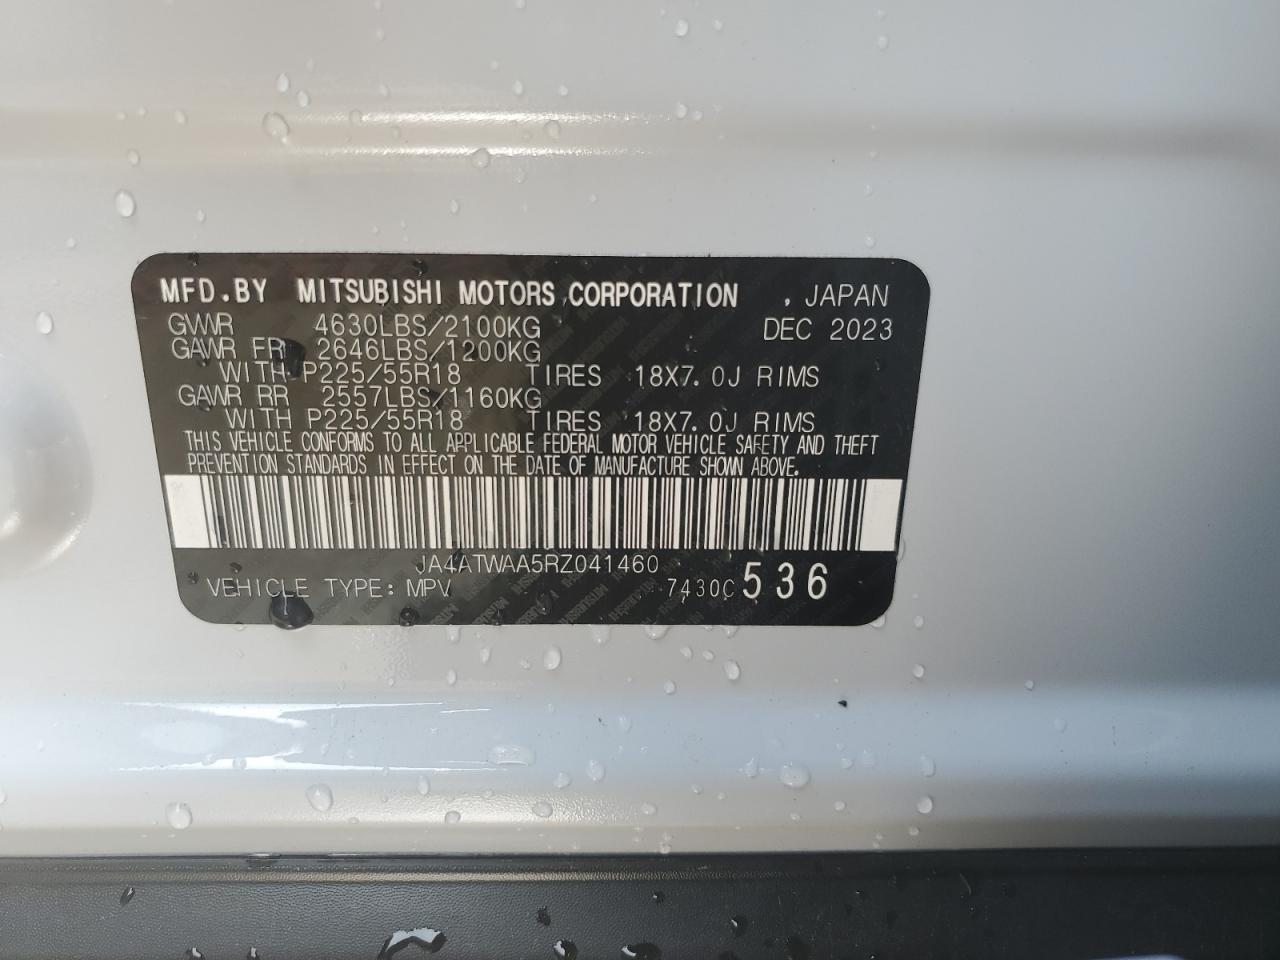 MFD.BY MITSUBISHI MOTORS CORPORATION , JAPAN
GVWR 4630LBS/2100KG DEC 2023
GAWR FR 2646LBS/1200KG
WITH P225/55R18 TIRES 18X7.0J RIMS
GAWR RR 2557LBS/1160KG
WITH P225/55R18 TIRES 18X7.0J RIMS
THIS VEHICLE CONFORMS TO ALL APPLICABLE FEDERAL MOTOR VEHICLE SAFETY AND THEFT
PREVENTION STANDARDS IN EFFECT ON THE DATE OF MANUFACTURE SHOWN ABOVE.
JA4ATWAA5RZ041460
VEHICLE TYPE: MPV 7430C 536